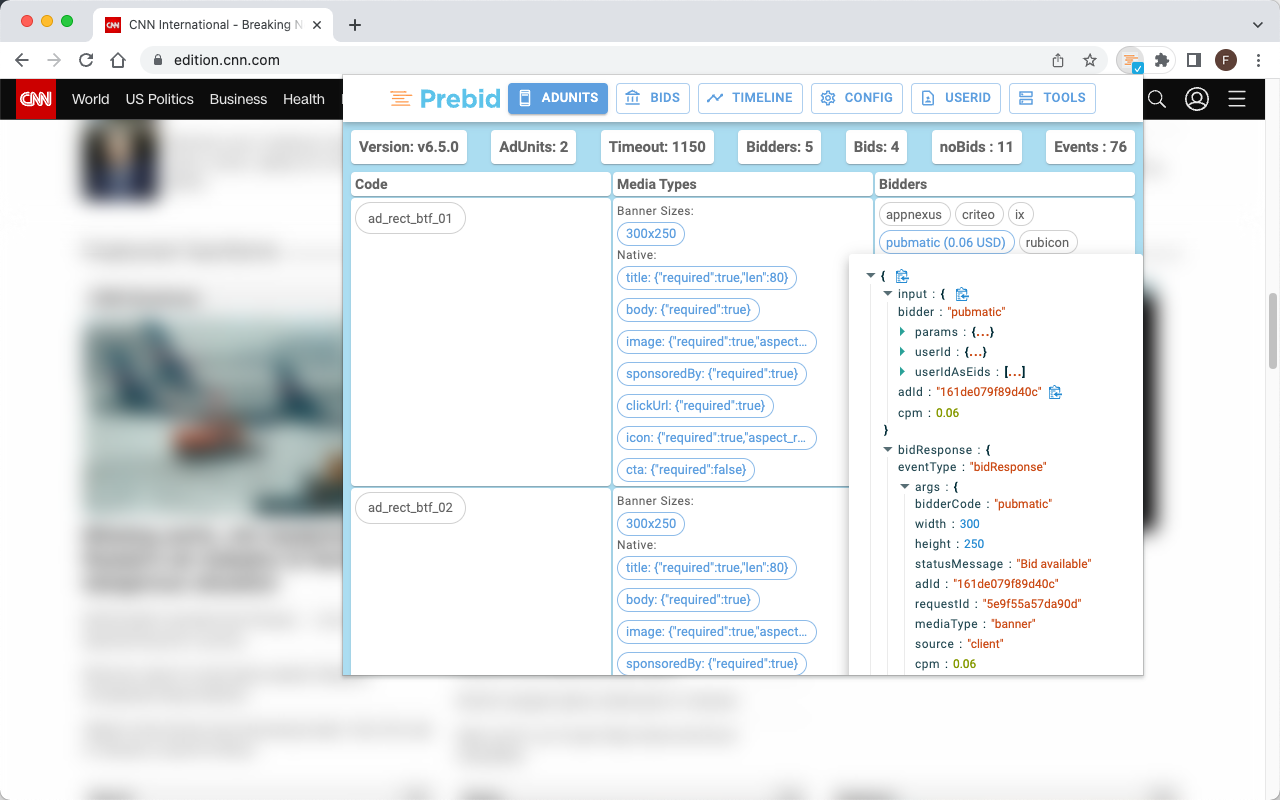 CNN CNN International - Breaking N
edition.cnn.com
F
CNN World US Politics Business Health
Prebid ADUNITS BIDS TIMELINE CONFIG USERID TOOLS
Version: v6.5.0 AdUnits: 2 Timeout: 1150 Bidders: 5 Bids: 4 noBids : 11 Events : 76
Code Media Types Bidders
ad_rect_btf_01
Banner Sizes:
300x250
Native:
title: {"required":true,"len":80}
body: {"required":true}
image: {"required":true,"aspect...
sponsoredBy: {"required":true}
clickUrl: {"required":true}
icon: {"required":true,"aspect_r...
cta: {"required":false}
appnexus criteo ix
pubmatic (0.06 USD) rubicon
ad_rect_btf_02
Banner Sizes:
300x250
Native:
title: {"required":true,"len":80}
body: {"required":true}
image: {"required":true,"aspect...
sponsoredBy: {"required":true}
{
input : {
bidder : "pubmatic"
params : {...}
userId : {...}
userIdAsEids : [...]
adId : "161de079f89d40c"
cpm : 0.06
}
bidResponse : {
eventType : "bidResponse"
args : {
bidderCode : "pubmatic"
width : 300
height : 250
statusMessage : "Bid available"
adId : "161de079f89d40c"
requestId : "5e9f55a57da90d"
mediaType : "banner"
source : "client"
cpm : 0.06